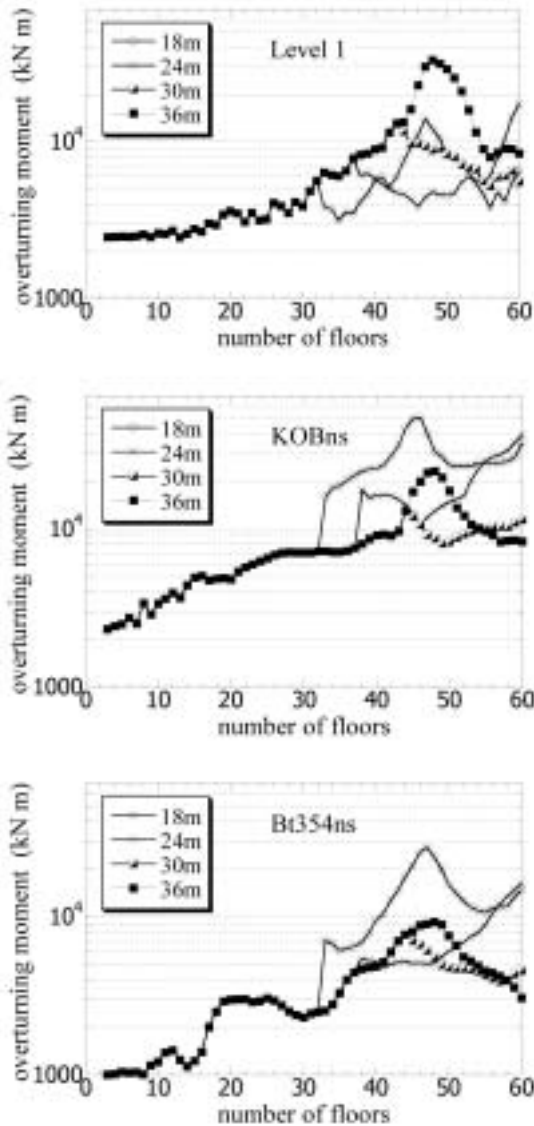 18m
24m
30m
36m
Level 1
overturning moment (kN m)
10⁴
1000
0 10 20 30 40 50 60
number of floors
18m
24m
30m
36m
KOBns
overturning moment (kN m)
10⁴
1000
0 10 20 30 40 50 60
number of floors
18m
24m
30m
36m
Bt354ns
overturning moment (kN m)
10⁴
1000
0 10 20 30 40 50 60
number of floors